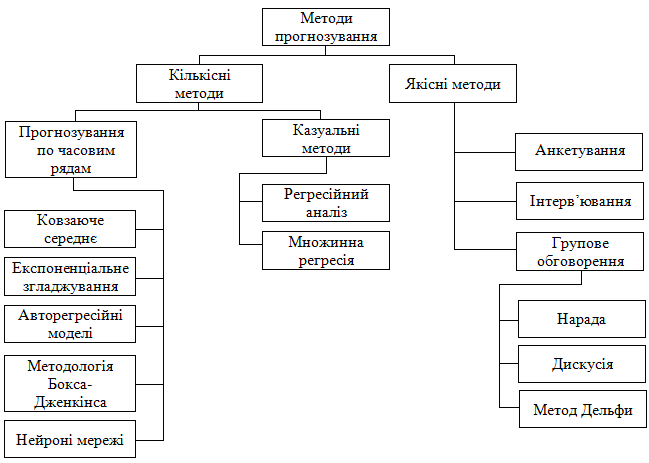 Методи
прогнозування
Кількісні
методи
Якісні методи
Прогнозування
по часовим
рядам
Казуальні
методи
Анкетування
Регресійний
аналіз
Інтерв’ювання
Ковзаюче
середнє
Множинна
регресія
Групове
обговорення
Експоненціальне
згладжування
Авторегресійні
моделі
Нарада
Методологія
Бокса-
Дженкінса
Дискусія
Метод Дельфи
Нейроні мережі